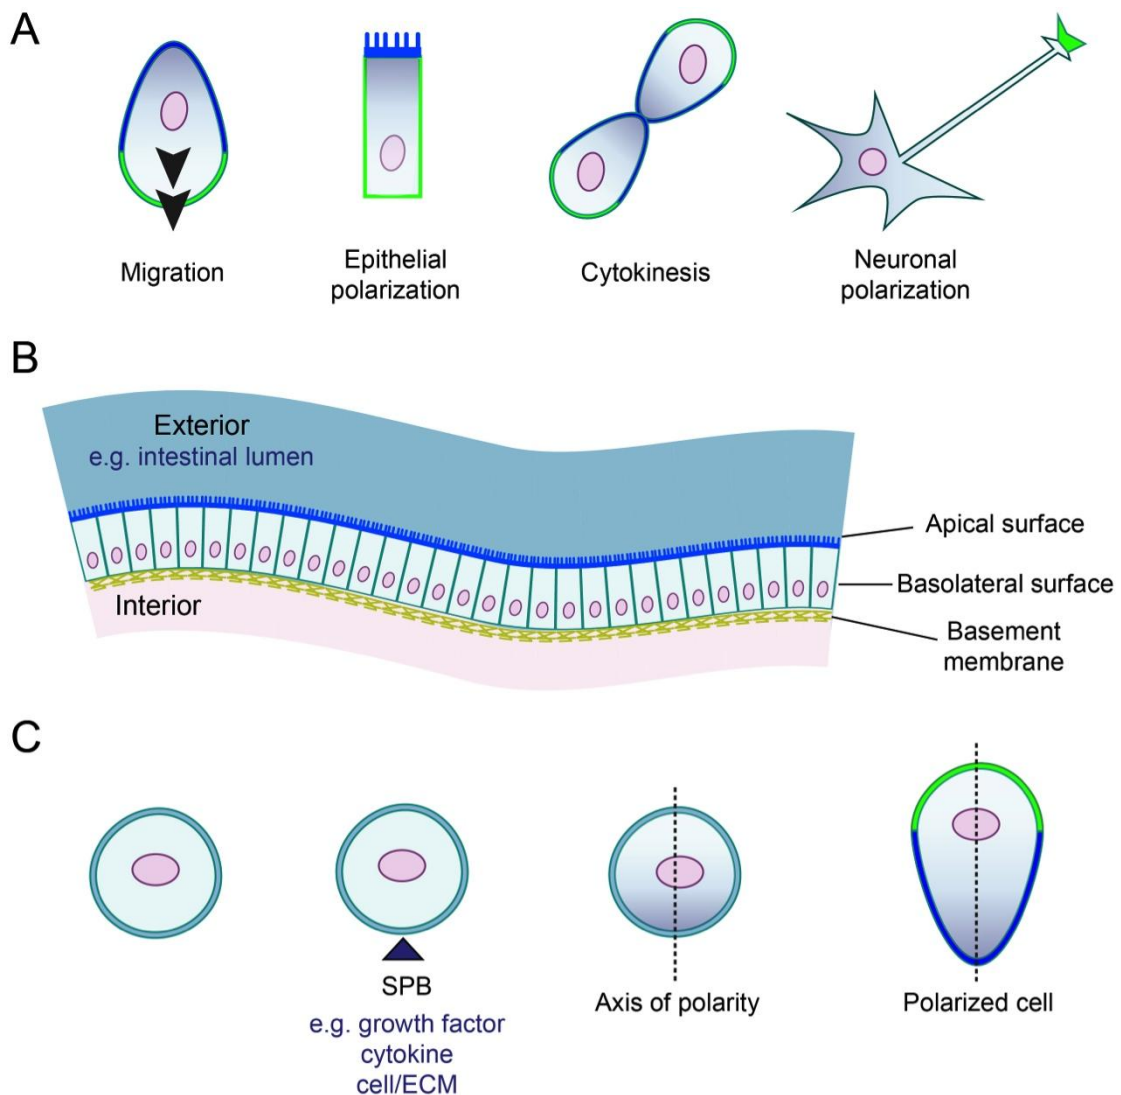 A
Migration
Epithelial
polarization
Cytokinesis
Neuronal
polarization
B
Exterior
e.g. intestinal lumen
Apical surface
Basolateral surface
Interior
Basement
membrane
C
SPB
e.g. growth factor
cytokine
cell/ECM
Axis of polarity
Polarized cell